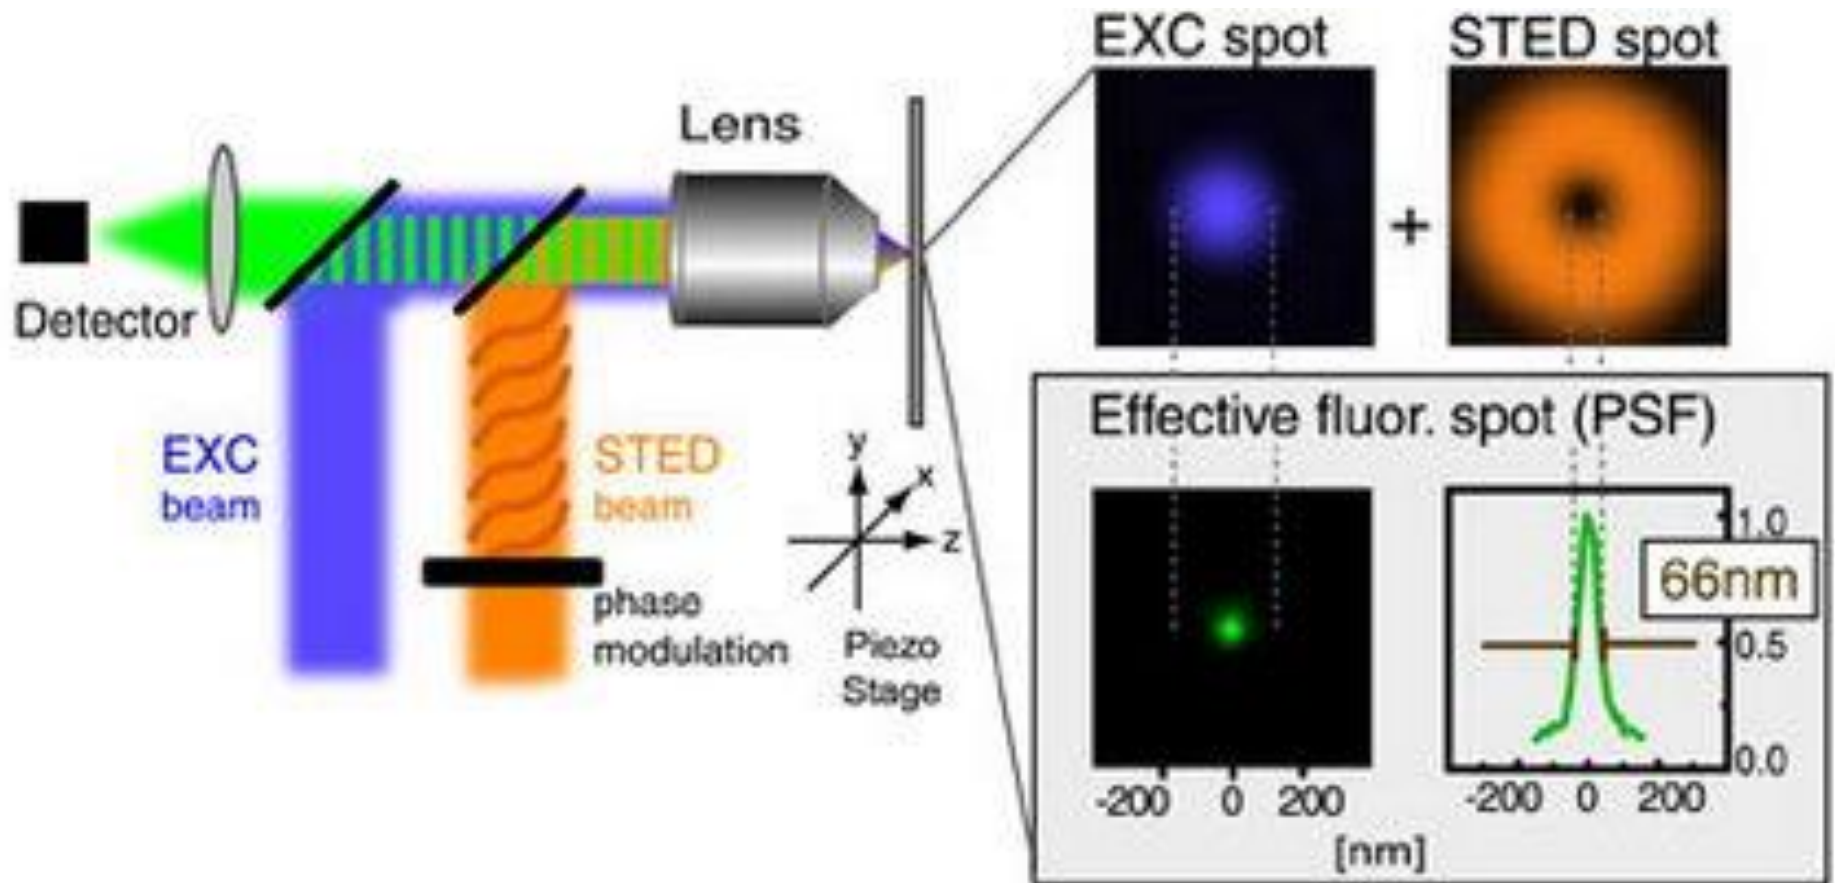 EXC spot
STED spot
Lens
+
Detector
EXC
beam
STED
beam
phase
modulation
y
x
z
Piezo
Stage
Effective fluor. spot (PSF)
1.0
66nm
0.5
0.0
-200 0 200
-200 0 200
[nm]